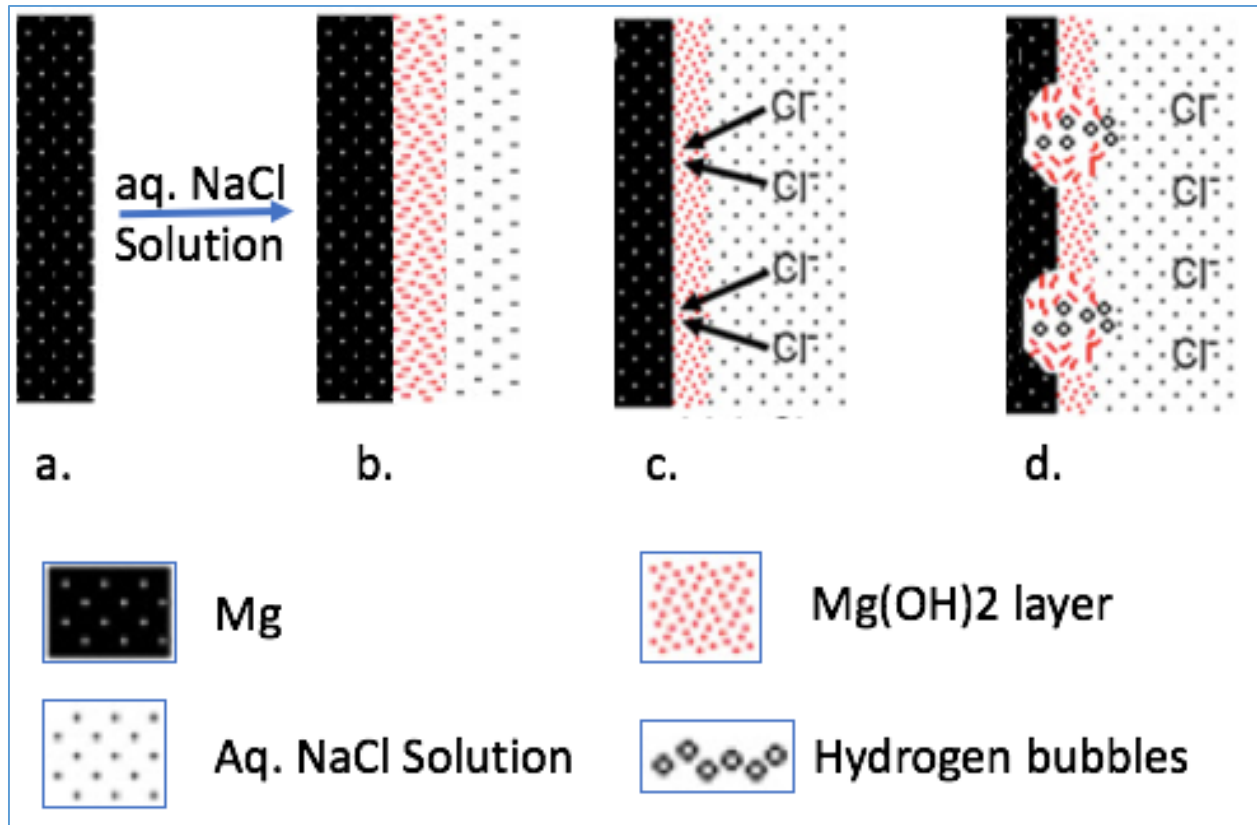 aq. NaCl
Solution
Cl⁻
Cl⁻
Cl⁻
Cl⁻
Cl⁻
Cl⁻
Cl⁻
Cl⁻
a.
b.
c.
d.
Mg
Mg(OH)2 layer
Aq. NaCl Solution
Hydrogen bubbles